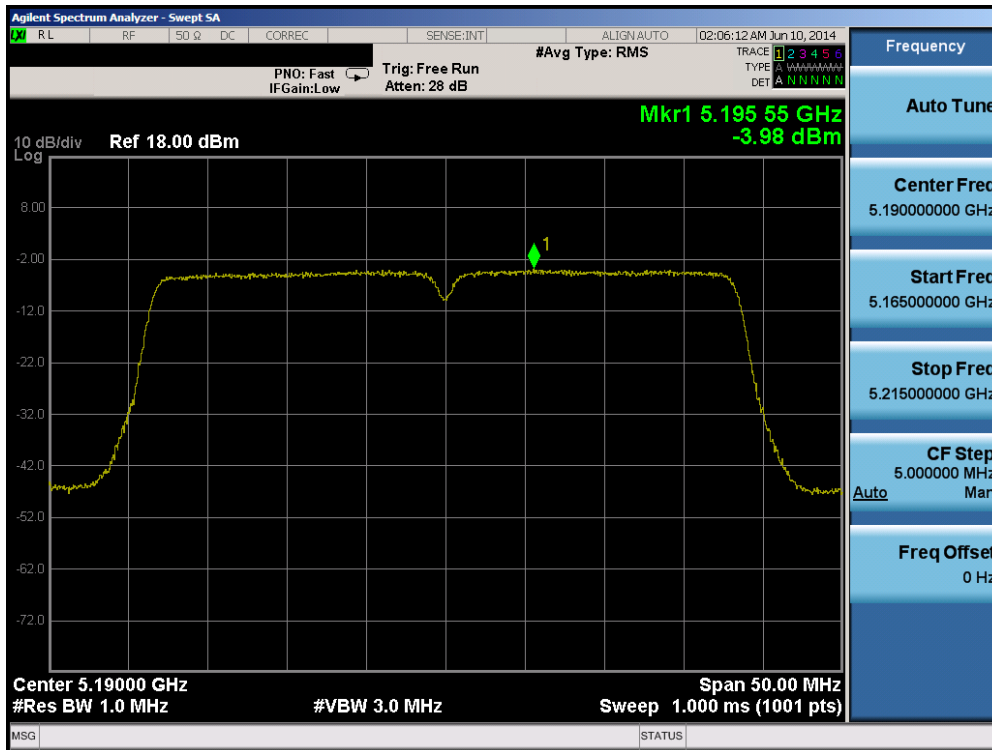 Agilent Spectrum Analyzer - Swept SA
LXI RL RF 50 Ω DC CORREC SENSE:INT ALIGN AUTO 02:06:12 AM Jun 10, 2014
#Avg Type: RMS
TRACE 1 2 3 4 5 6
PNO: Fast Trig: Free Run
TYPE A WWWWW
IFGain:Low Atten: 28 dB
DET A N N N N N
Mkr1 5.195 55 GHz
-3.98 dBm
10 dB/div Ref 18.00 dBm
Log
1
8.00
-2.00
-12.0
-22.0
-32.0
-42.0
-52.0
-62.0
-72.0
Center 5.19000 GHz Span 50.00 MHz
#Res BW 1.0 MHz #VBW 3.0 MHz Sweep 1.000 ms (1001 pts)
MSG STATUS
Frequency
Auto Tune
Center Freq
5.190000000 GHz
Start Freq
5.165000000 GHz
Stop Freq
5.215000000 GHz
CF Step
5.000000 MHz
Auto Man
Freq Offset
0 Hz